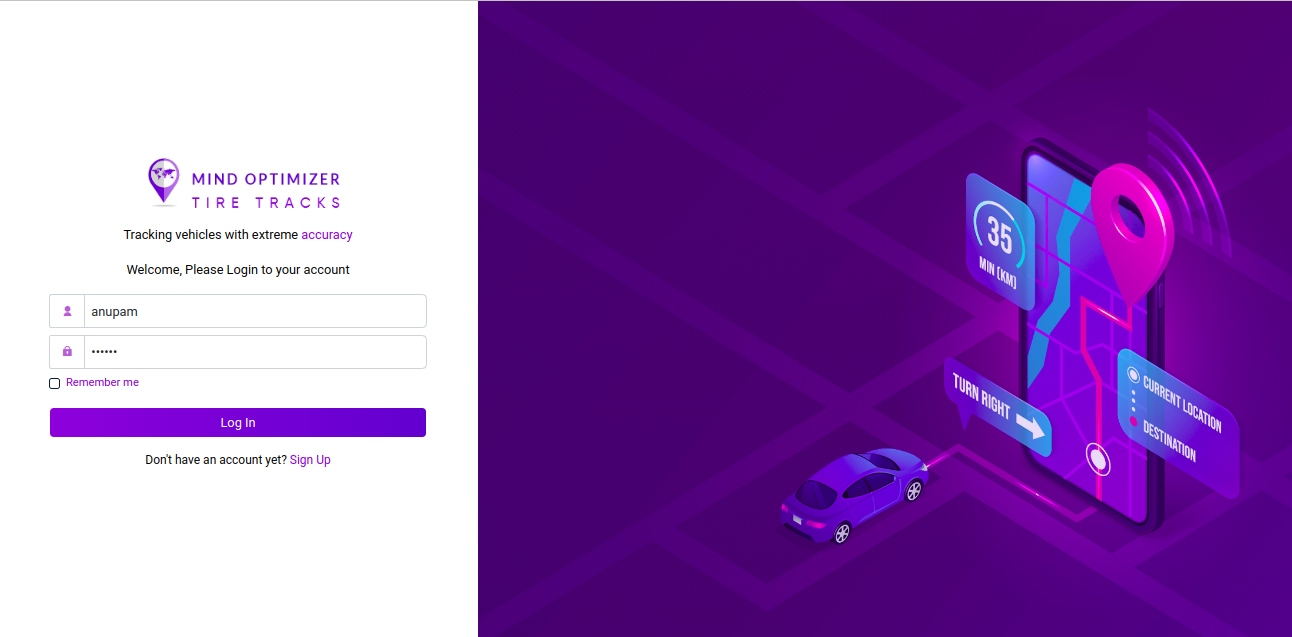 MIND OPTIMIZER
TIRE TRACKS
Tracking vehicles with extreme accuracy
Welcome, Please Login to your account
anupam
••••••
Remember me
Log In
Don't have an account yet? Sign Up
35
MIN (KM)
TURN RIGHT
CURRENT LOCATION
DESTINATION